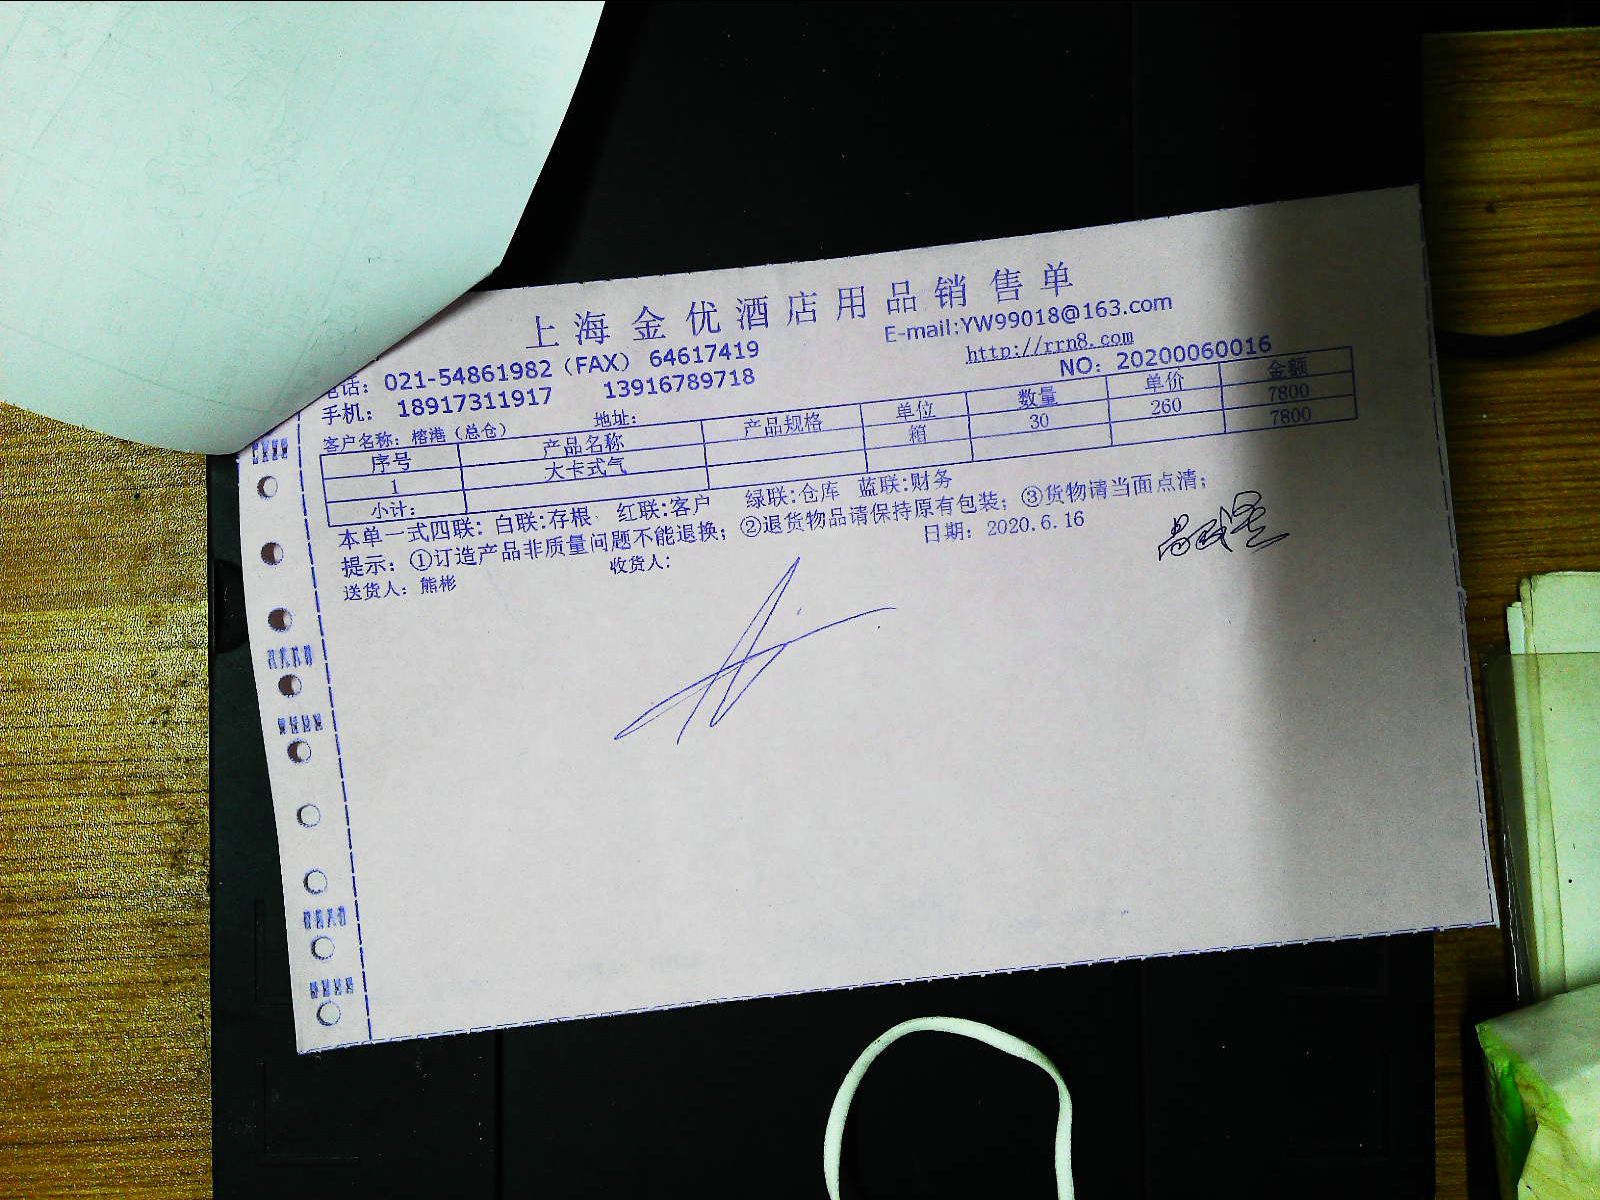 上海金优酒店用品销售单
电话：021-54861982（FAX） 64617419 E-mail:YW99018@163.com
手机： 18917311917 13916789718 http://rrn8.com
客户名称：榕港（总仓） 地址： NO：20200060016
序号 产品名称 产品规格 单位 数量 单价 金额
1 大卡式气 箱 30 260 7800
小计： 7800
本单一式四联：白联:存根 红联:客户 绿联:仓库 蓝联:财务
提示：①订造产品非质量问题不能退换；②退货物品请保持原有包装；③货物请当面点清；
送货人：熊彬 收货人： 日期：2020.6.16